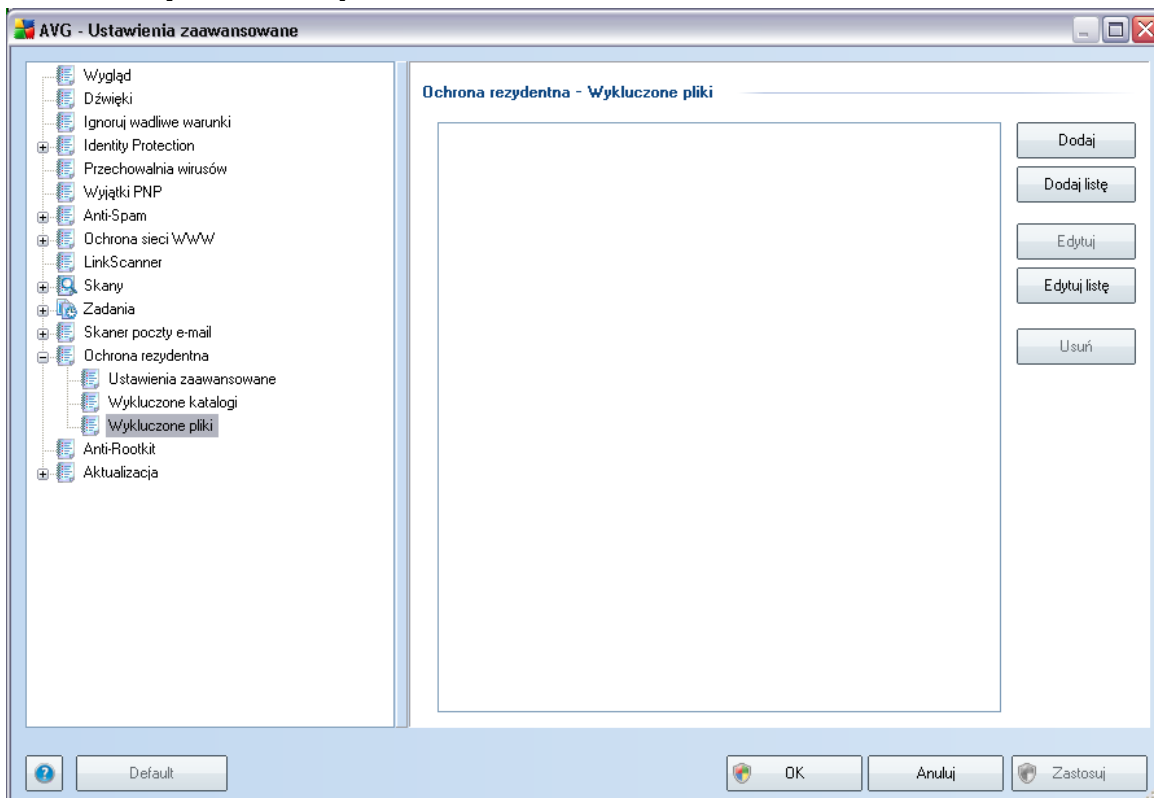 AVG - Ustawienia zaawansowane
Wygląd
Dźwięki
Ignoruj wadliwe warunki
Identity Protection
Przechowalnia wirusów
Wyjątki PNP
Anti-Spam
Ochrona sieci WWW
LinkScanner
Skany
Zadania
Skaner poczty e-mail
Ochrona rezydentna
Ustawienia zaawansowane
Wykluczone katalogi
Wykluczone pliki
Anti-Rootkit
Aktualizacja
Ochrona rezydentna - Wykluczone pliki
Dodaj
Dodaj listę
Edytuj
Edytuj listę
Usuń
?
Default
OK
Anuluj
Zastosuj